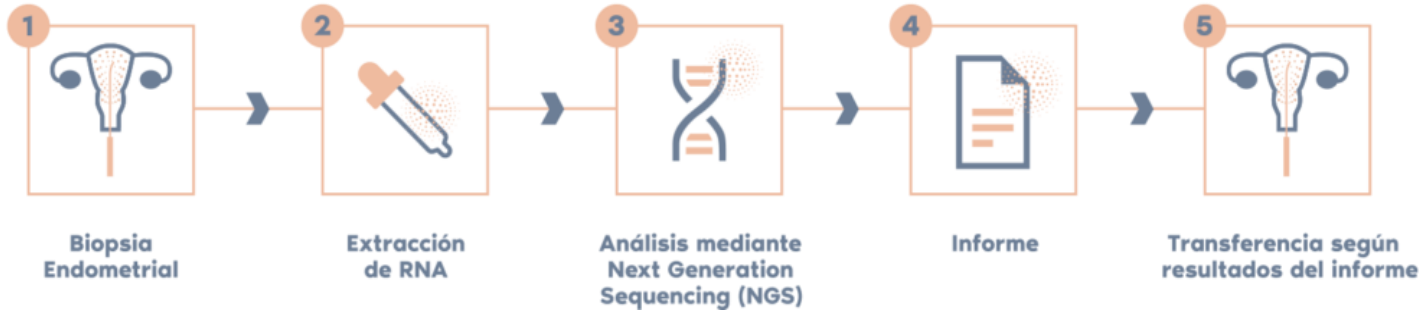 1
2
3
4
5
Biopsia
Endometrial
Extracción
de RNA
Análisis mediante
Next Generation
Sequencing (NGS)
Informe
Transferencia según
resultados del informe